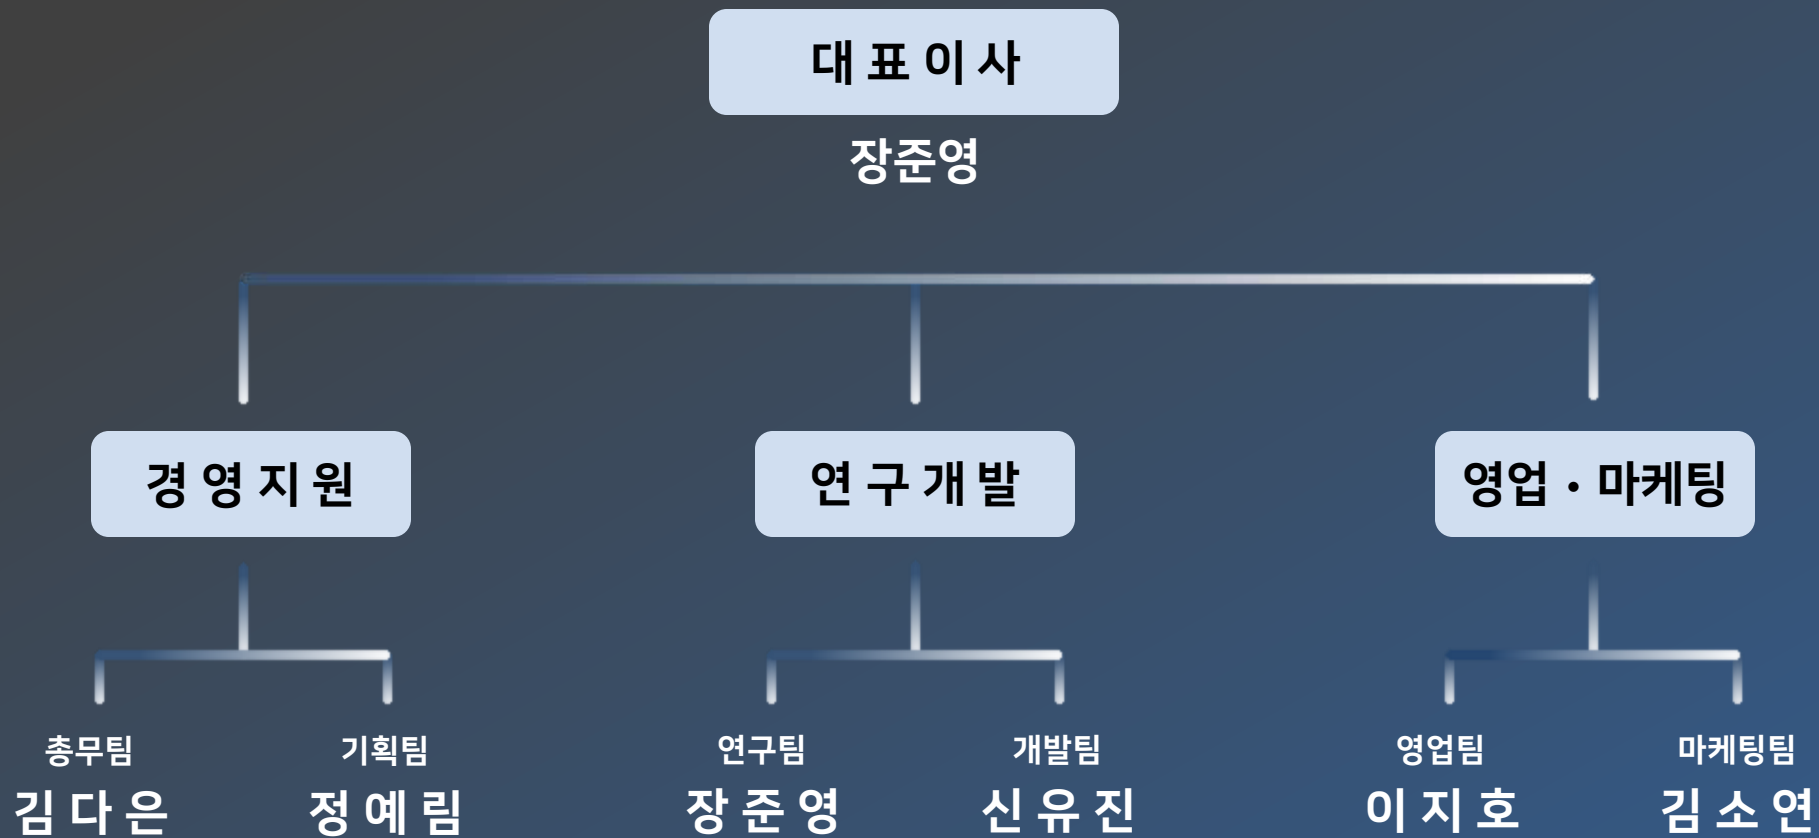 대 표 이 사
장준영
경 영 지 원
연 구 개 발
영업 · 마케팅
총무팀
김 다 은
기획팀
정 예 림
연구팀
장 준 영
개발팀
신 유 진
영업팀
이 지 호
마케팅팀
김 소 연